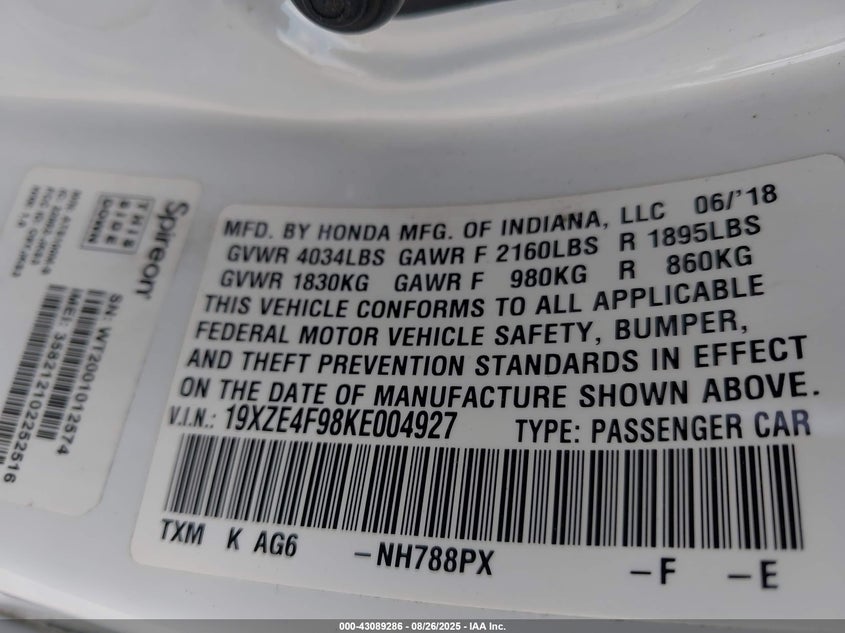 THIS
SIDE
DOWN
Spireon
SN: WT20010012574
IMEI: 358212102252516
MFD. BY HONDA MFG. OF INDIANA, LLC 06/'18
GVWR 4034LBS GAWR F 2160LBS R 1895LBS
GVWR 1830KG GAWR F 980KG R 860KG
THIS VEHICLE CONFORMS TO ALL APPLICABLE
FEDERAL MOTOR VEHICLE SAFETY, BUMPER,
AND THEFT PREVENTION STANDARDS IN EFFECT
ON THE DATE OF MANUFACTURE SHOWN ABOVE.
V.I.N.: 19XZE4F98KE004927 TYPE: PASSENGER CAR
TXM K AG6 -NH788PX -F -E
000-43089286 - 08/26/2025 - IAA Inc.